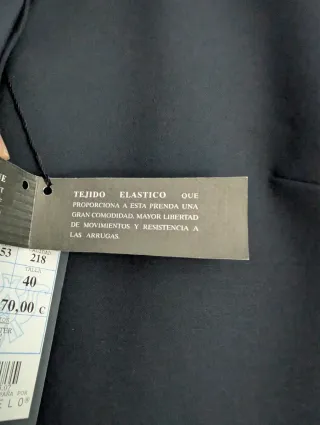 TEJIDO ELASTICO QUE
PROPORCIONA A ESTA PRENDA UNA
GRAN COMODIDAD, MAYOR LIBERTAD
DE MOVIMIENTOS Y RESISTENCIA A
LAS ARRUGAS.
53
218
40
70,00 C